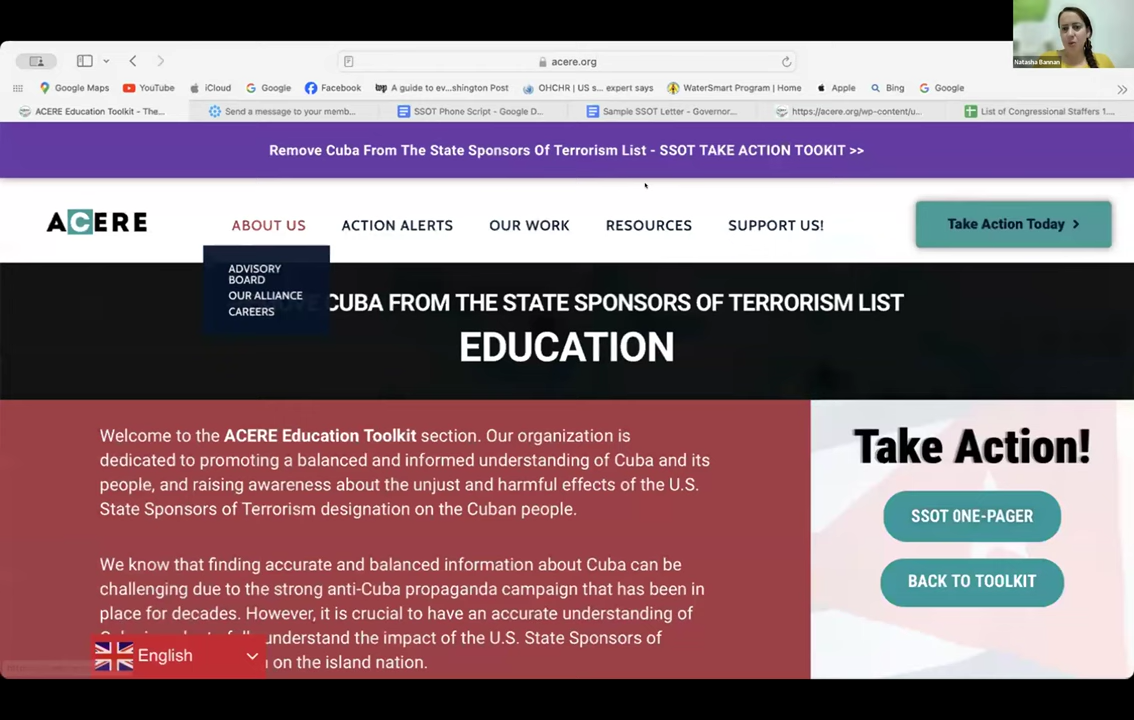 Natasha Bannan
acere.org
Google Maps
YouTube
iCloud
Google
Facebook
A guide to ev...shington Post
OHCHR | US s... expert says
WaterSmart Program | Home
Apple
Bing
Google
ACERE Education Toolkit - The...
Send a message to your memb...
SSOT Phone Script - Google D...
Sample SSOT Letter - Governor...
https://acere.org/wp-content/u...
List of Congressional Staffers 1....
Remove Cuba From The State Sponsors Of Terrorism List - SSOT TAKE ACTION TOOKIT >>
ACERE
ABOUT US
ACTION ALERTS
OUR WORK
RESOURCES
SUPPORT US!
Take Action Today >
ADVISORY
BOARD
OUR ALLIANCE
CAREERS
CUBA FROM THE STATE SPONSORS OF TERRORISM LIST
EDUCATION
Welcome to the ACERE Education Toolkit section. Our organization is
dedicated to promoting a balanced and informed understanding of Cuba and its
people, and raising awareness about the unjust and harmful effects of the U.S.
State Sponsors of Terrorism designation on the Cuban people.
We know that finding accurate and balanced information about Cuba can be
challenging due to the strong anti-Cuba propaganda campaign that has been in
place for decades. However, it is crucial to have an accurate understanding of
understand the impact of the U.S. State Sponsors of
on the island nation.
Take Action!
SSOT 0NE-PAGER
BACK TO TOOLKIT
English